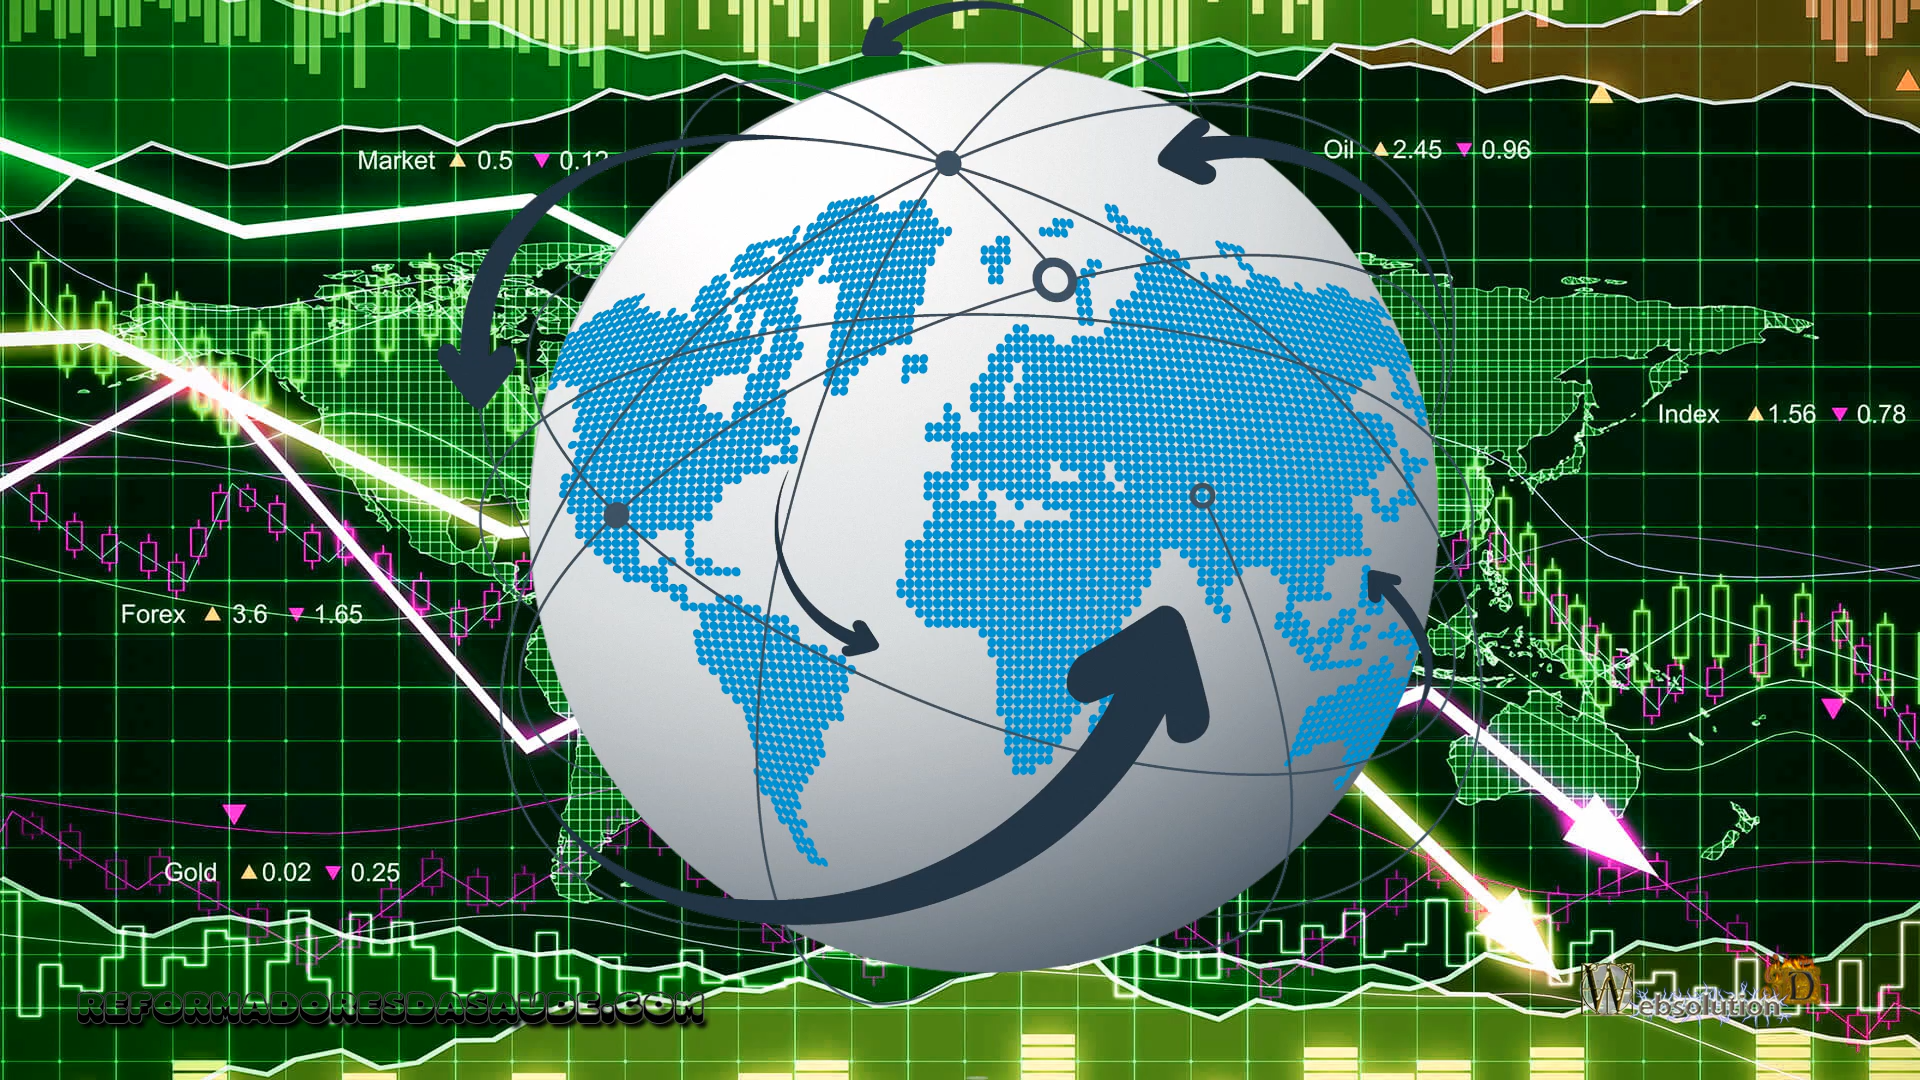 Market ▲ 0.5 ▼ 0.12
Oil ▲2.45 ▼ 0.96
Index ▲1.56 ▼ 0.78
Forex ▲ 3.6 ▼ 1.65
Gold ▲0.02 ▼ 0.25
REFORMADORESDASAUDE.COM
Websolution D